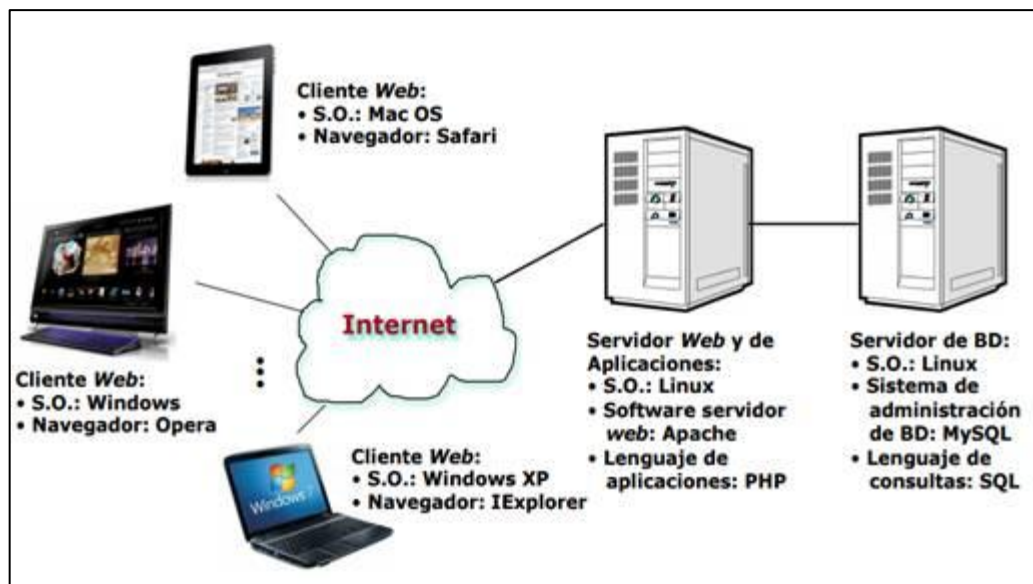 Cliente Web:
• S.O.: Mac OS
• Navegador: Safari
Cliente Web:
• S.O.: Windows
• Navegador: Opera
Internet
Cliente Web:
• S.O.: Windows XP
• Navegador: IExplorer
Windows 7
Servidor Web y de
Aplicaciones:
• S.O.: Linux
• Software servidor
web: Apache
• Lenguaje de
aplicaciones: PHP
Servidor de BD:
• S.O.: Linux
• Sistema de
administración
de BD: MySQL
• Lenguaje de
consultas: SQL